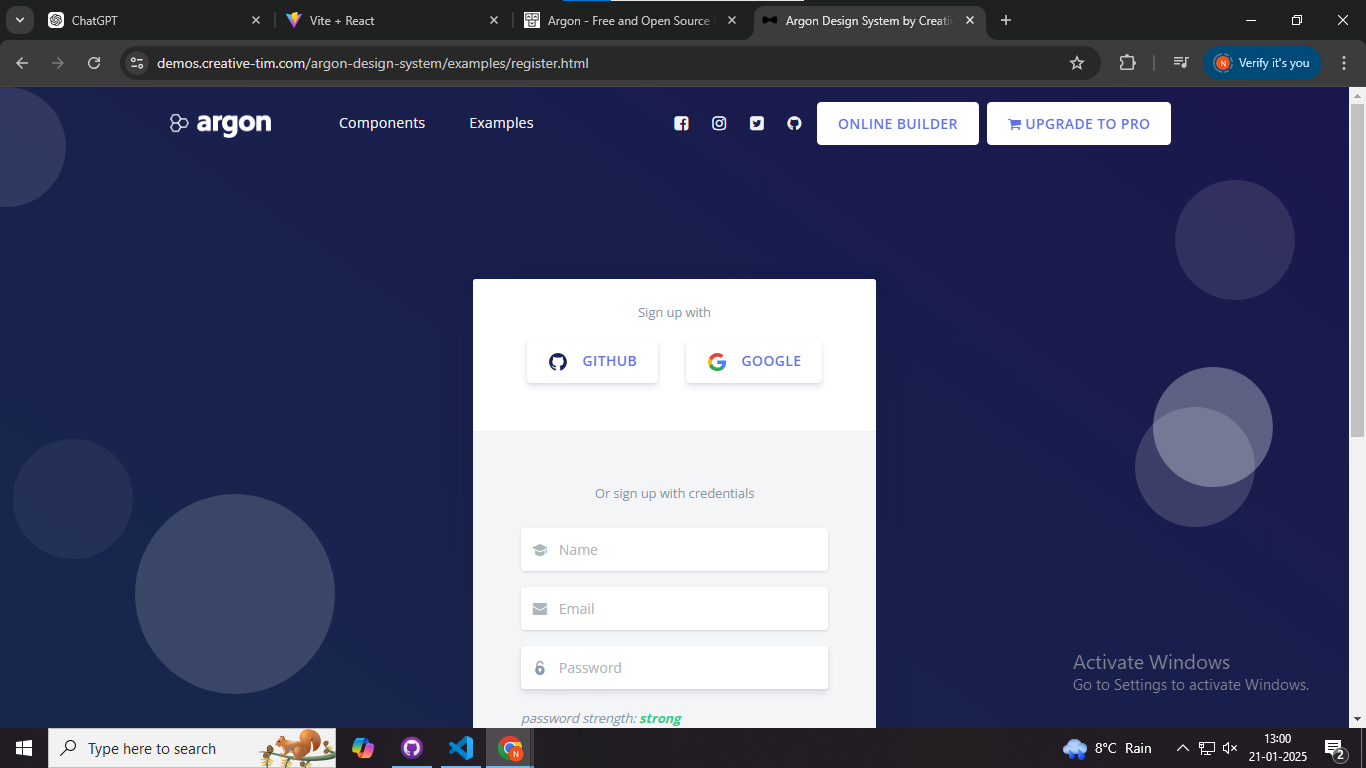 ChatGPT
Vite + React
Argon - Free and Open Source
Argon Design System by Creativ
demos.creative-tim.com/argon-design-system/examples/register.html
Verify it's you
argon
Components
Examples
ONLINE BUILDER
UPGRADE TO PRO
Sign up with
GITHUB
GOOGLE
Or sign up with credentials
Name
Email
Password
password strength: strong
Activate Windows
Go to Settings to activate Windows.
Type here to search
8°C Rain
13:00
21-01-2025
2